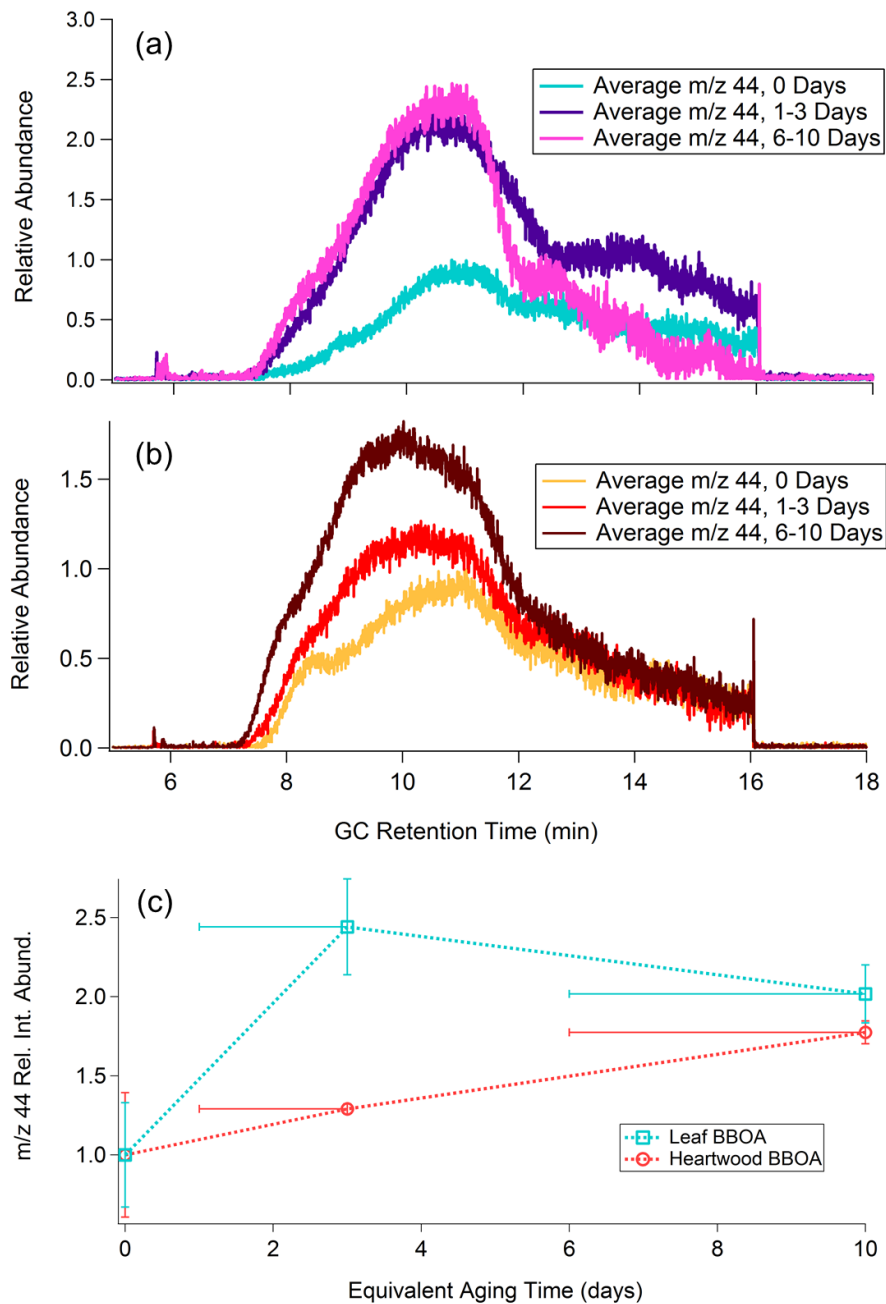 (a)
3.0
2.5
2.0
1.5
1.0
0.5
0.0
Relative Abundance
Average m/z 44, 0 Days
Average m/z 44, 1-3 Days
Average m/z 44, 6-10 Days
(b)
1.5
1.0
0.5
0.0
Relative Abundance
Average m/z 44, 0 Days
Average m/z 44, 1-3 Days
Average m/z 44, 6-10 Days
6 8 10 12 14 16 18
GC Retention Time (min)
(c)
2.5
2.0
1.5
1.0
m/z 44 Rel. Int. Abund.
Leaf BBOA
Heartwood BBOA
0 2 4 6 8 10
Equivalent Aging Time (days)